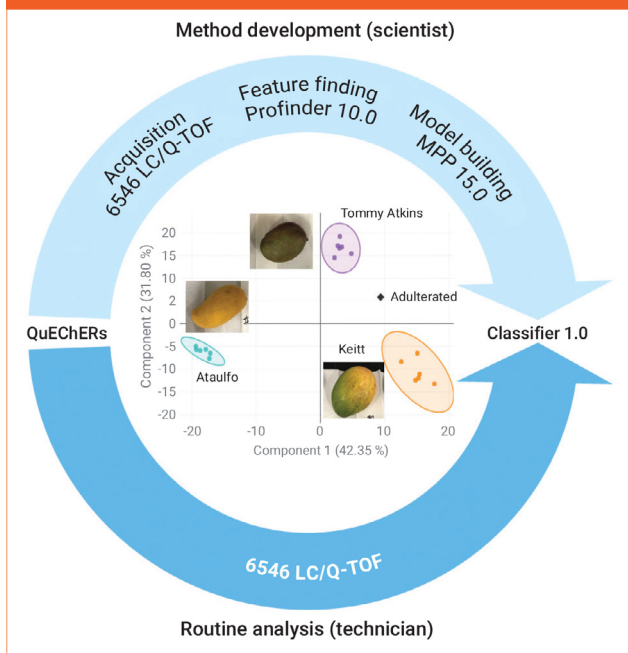 Method development (scientist)
Acquisition
6546 LC/Q-TOF
Feature finding
Profinder 10.0
Model building
MPP 15.0
Tommy Atkins
Adulterated
Keitt
Ataulfo
Component 2 (31.80 %)
20
15
10
2
0
-5
-10
-15
-20
-20
-10
0
10
20
Component 1 (42.35 %)
QuEChERs
Classifier 1.0
6546 LC/Q-TOF
Routine analysis (technician)